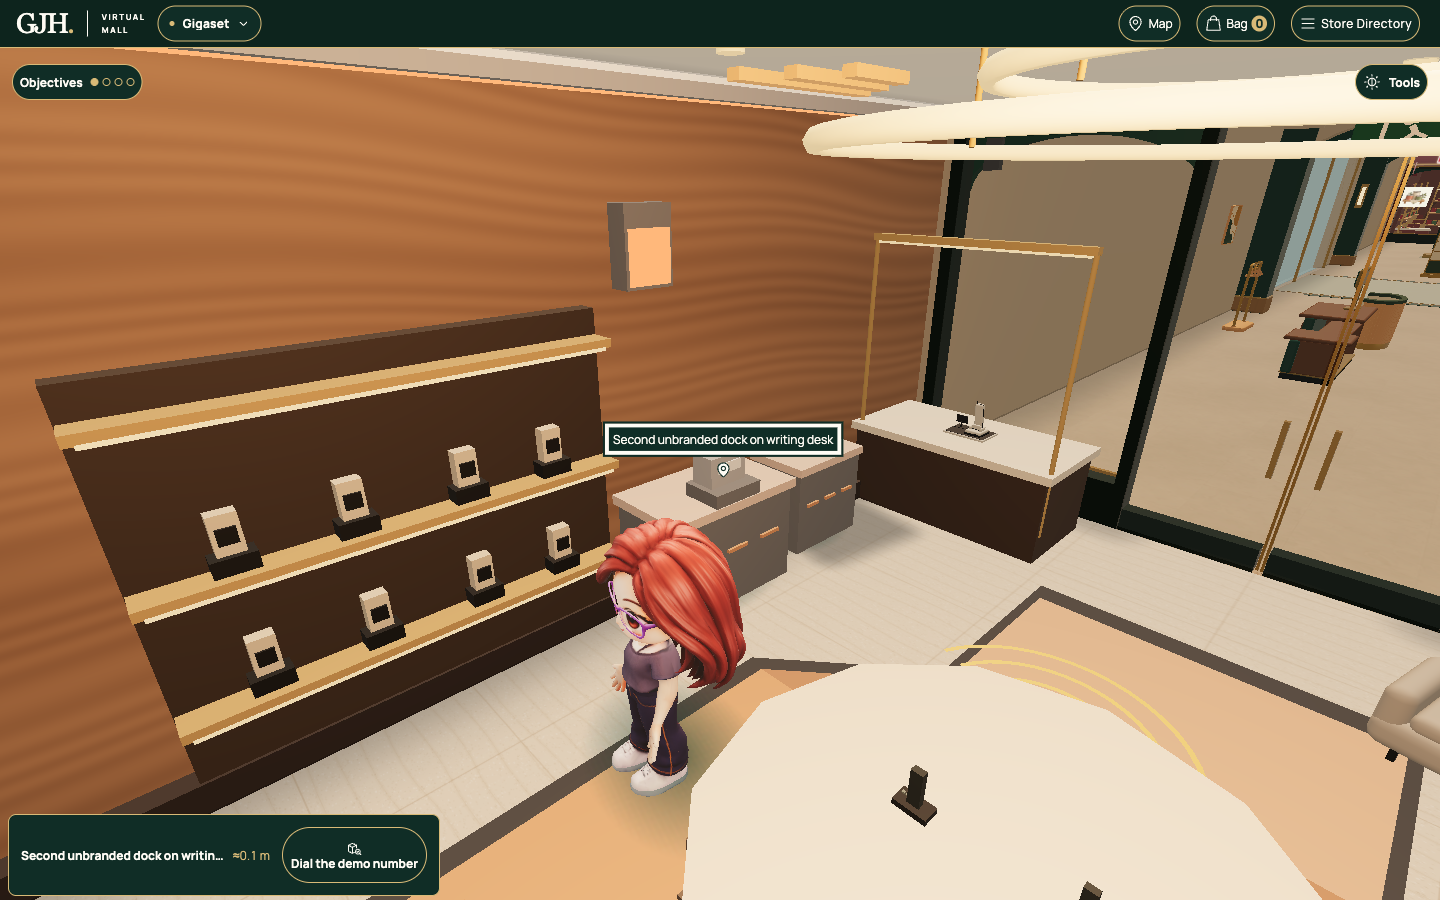 GJH.
VIRTUAL
MALL
Gigaset
Map
Bag 0
Store Directory
Objectives
Tools
Second unbranded dock on writing desk
Second unbranded dock on writin...
≈0.1 m
Dial the demo number